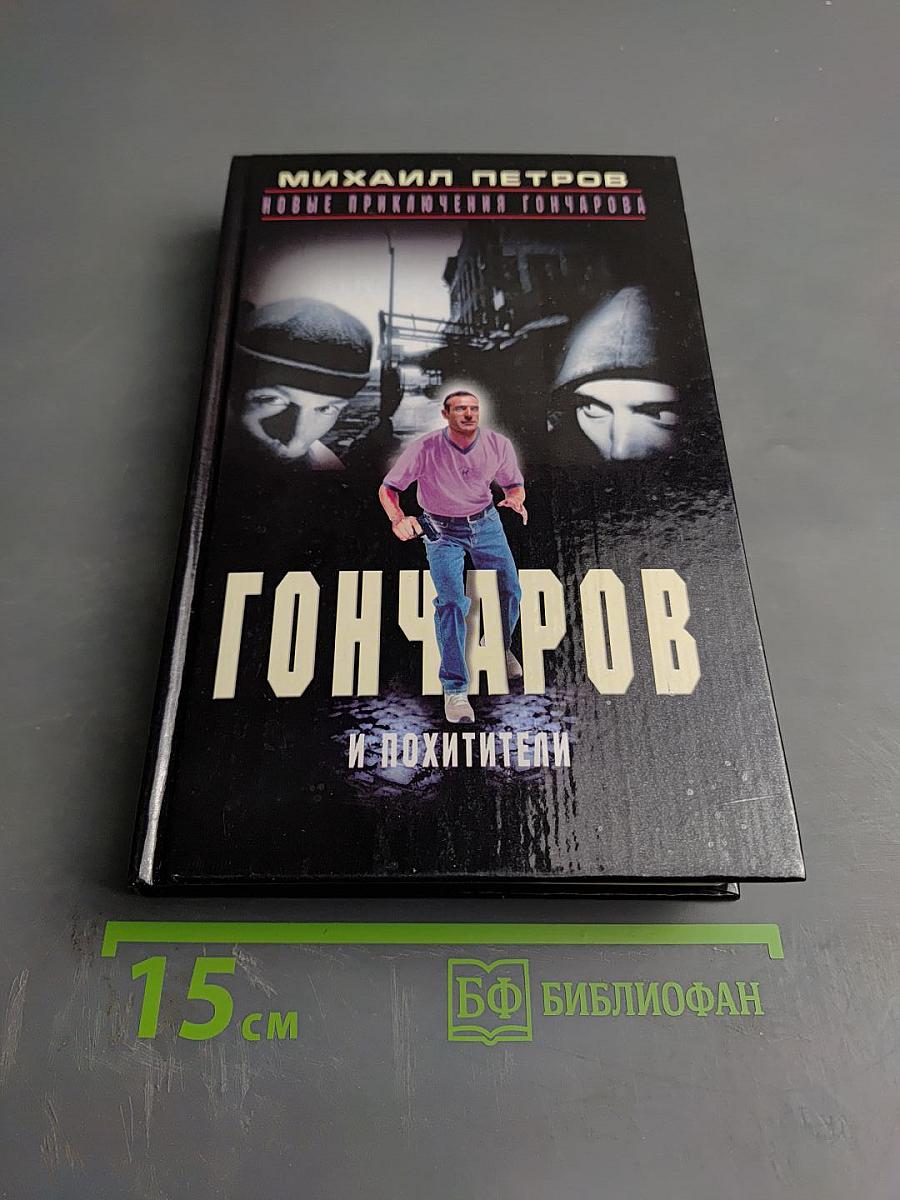 МИХАИЛ ПЕТРОВ
НОВЫЕ ПРИКЛЮЧЕНИЯ ГОНЧАРОВА
ГОНЧАРОВ
И ПОХИТИТЕЛИ
15 см
БФ БИБЛИОФАН